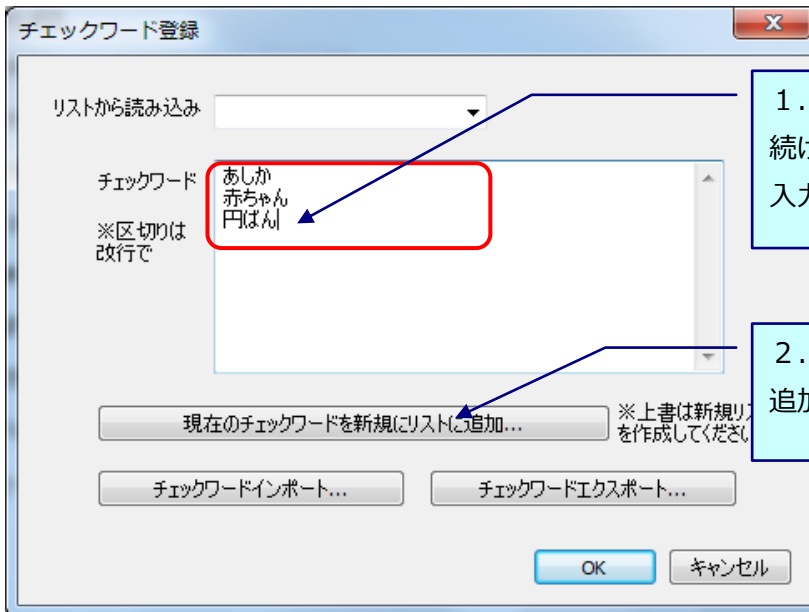 チェックワード登録
リストから読み込み
チェックワード
※区切りは
改行で
あしか
赤ちゃん
円ばん
現在のチェックワードを新規にリストに追加...
※上書は新規リ
を作成してください
チェックワードインポート...
チェックワードエクスポート...
OK
キャンセル
1.
続け
入力
2.
追加